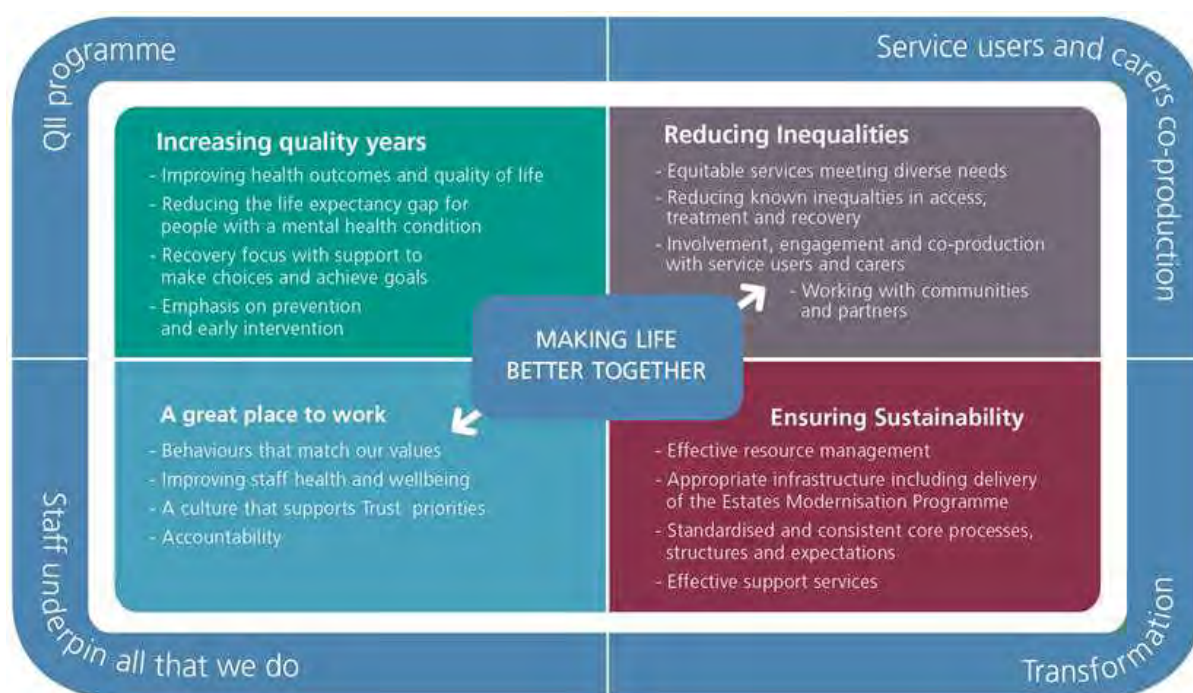 QII programme
Service users and carers co-production
Increasing quality years
- Improving health outcomes and quality of life
- Reducing the life expectancy gap for
people with a mental health condition
- Recovery focus with support to
make choices and achieve goals
- Emphasis on prevention
and early intervention
Reducing Inequalities
- Equitable services meeting diverse needs
- Reducing known inequalties in access,
treatment and recovery
- Involvement, engagement and co-production
with service users and carers
- Working with communities
and partners
MAKING LIFE
BETTER TOGETHER
A great place to work
- Behaviours that match our values
- Improving staff health and wellbeing
- A culture that supports Trust priorities
- Accountability
Ensuring Sustainability
- Effective resource management
- Appropriate infrastructure including delivery
of the Estates Modernisation Programme
- Standardised and consistent core processes,
structures and expectations
- Effective support services
Staff underpin all that we do
Transformation